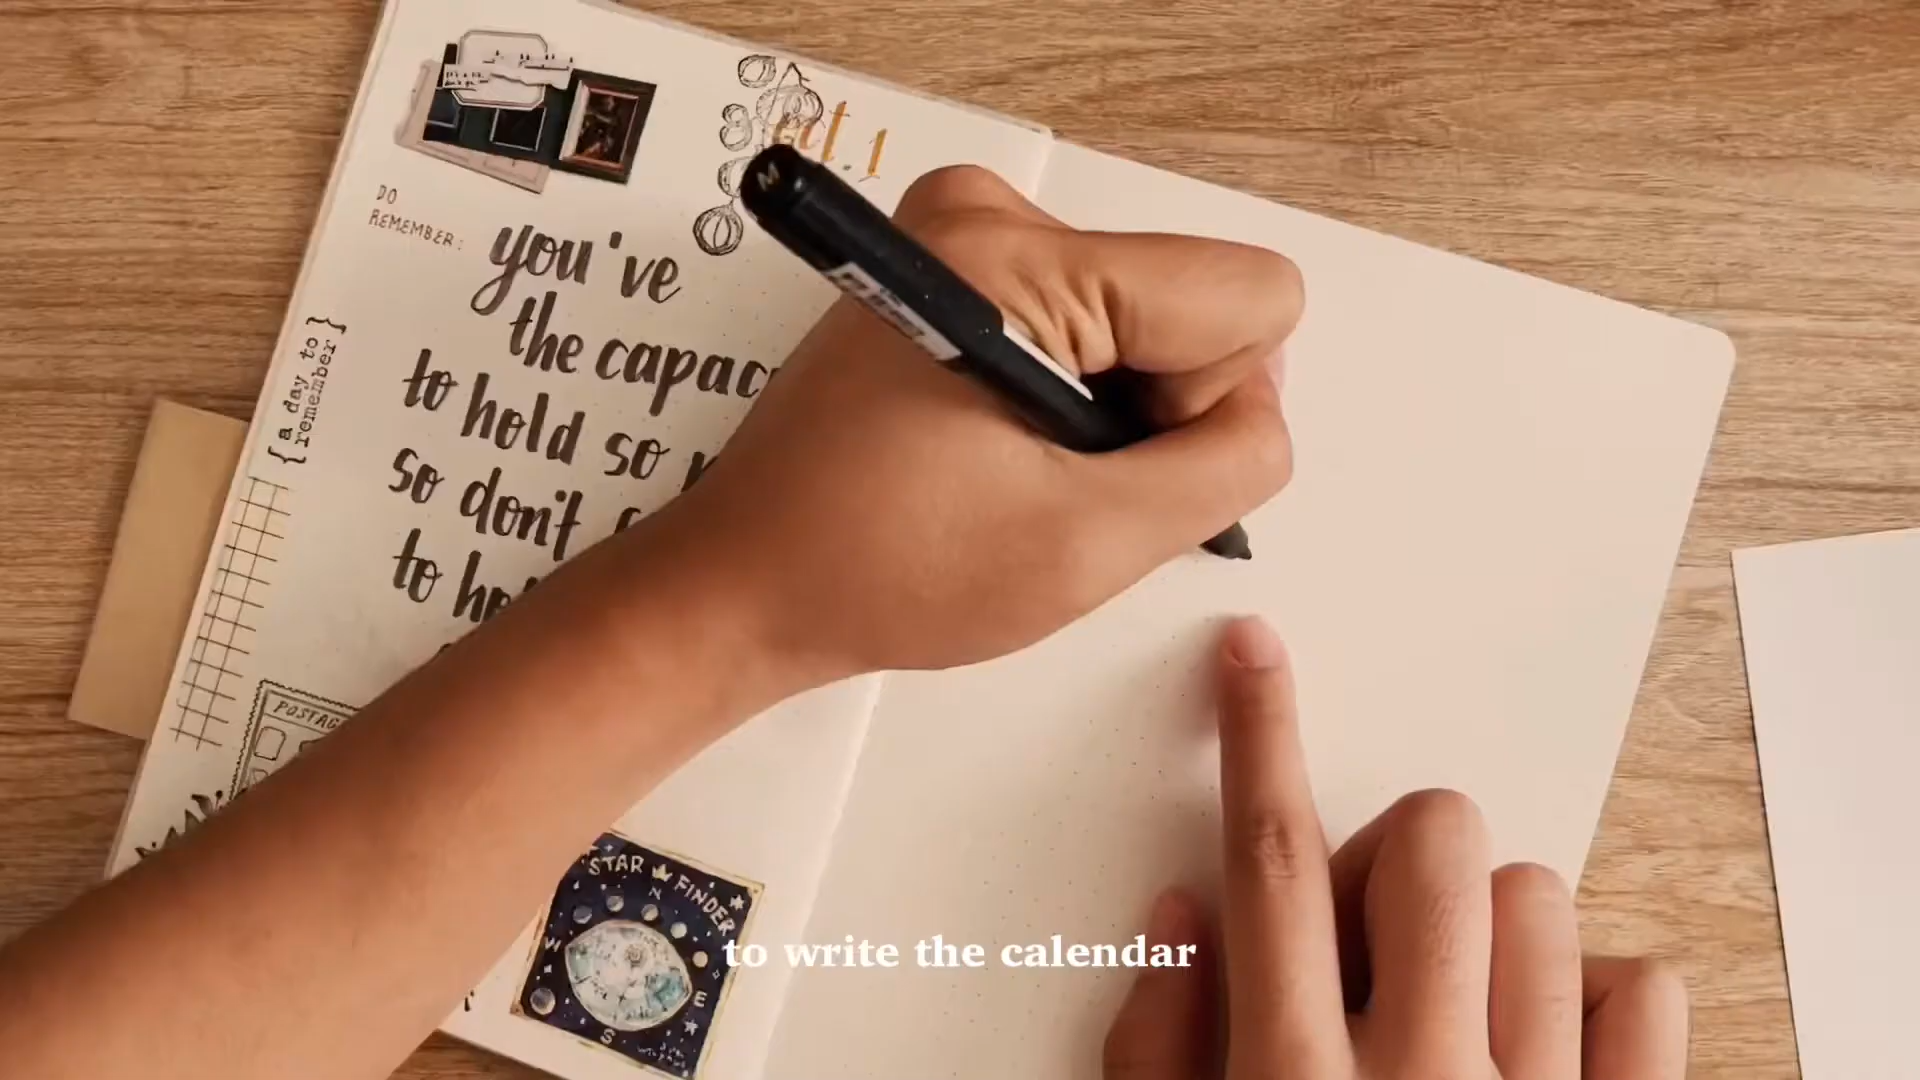 oct.1
DO
REMEMBER:
you've
the capac
to hold so
so don't
to ho
{a day to
remember}
POSTAG
STAR FINDER
N
W
E
S
M
to write the calendar